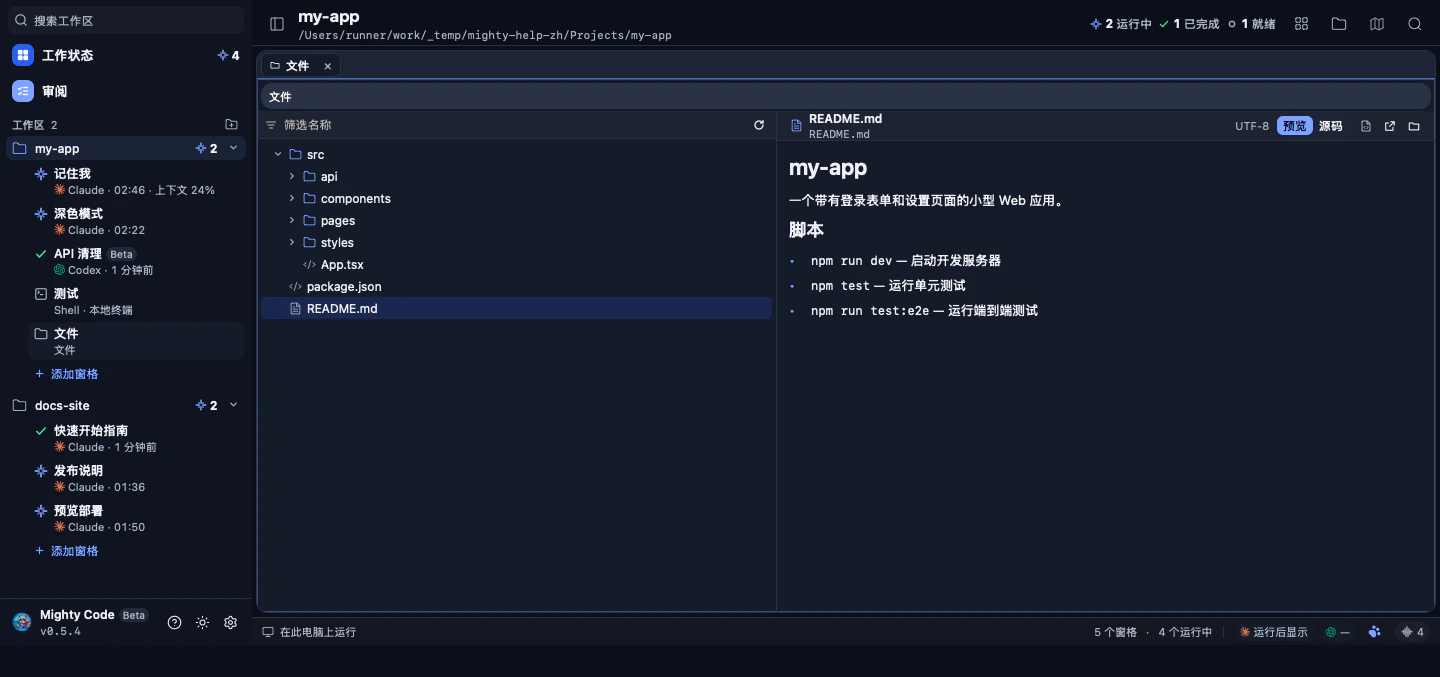 搜索工作区
工作状态
4
审阅
工作区 2
my-app
2
记住我
Claude · 02:46 · 上下文 24%
深色模式
Claude · 02:22
API 清理 Beta
Codex · 1 分钟前
测试
Shell · 本地终端
文件
文件
+ 添加窗格
docs-site
2
快速开始指南
Claude · 1 分钟前
发布说明
Claude · 01:36
预览部署
Claude · 01:50
+ 添加窗格
Mighty Code Beta
v0.5.4
my-app
/Users/runner/work/_temp/mighty-help-zh/Projects/my-app
2 运行中 1 已完成 1 就绪
文件 ×
文件
筛选名称
src
api
components
pages
styles
</> App.tsx
</> package.json
README.md
README.md
README.md
UTF-8 预览 源码
my-app
一个带有登录表单和设置页面的小型 Web 应用。
脚本
• npm run dev — 启动开发服务器
• npm test — 运行单元测试
• npm run test:e2e — 运行端到端测试
在此电脑上运行
5 个窗格 · 4 个运行中
运行后显示
—
4